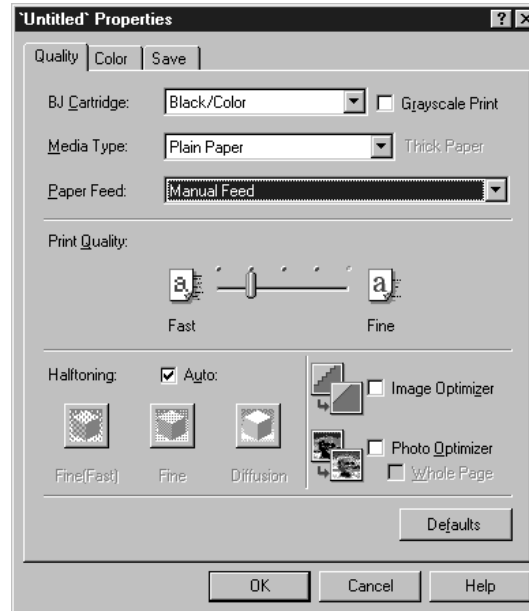 `Untitled` Properties
Quality Color Save
BJ Cartridge: Black/Color Grayscale Print
Media Type: Plain Paper Thick Paper
Paper Feed: Manual Feed
Print Quality:
a a
Fast Fine
Halftoning: Auto:
Image Optimizer
Photo Optimizer
Fine(Fast) Fine Diffusion Whole Page
Defaults
OK Cancel Help